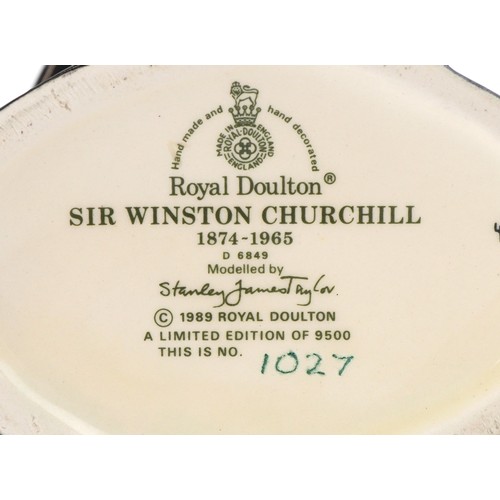 Hand made and hand decorated
MADE IN ENGLAND
ROYAL-DOULTON
ENGLAND
Royal Doulton®
SIR WINSTON CHURCHILL
1874-1965
D 6849
Modelled by
Stanley James Taylor.
© 1989 ROYAL DOULTON
A LIMITED EDITION OF 9500
THIS IS NO. 1027